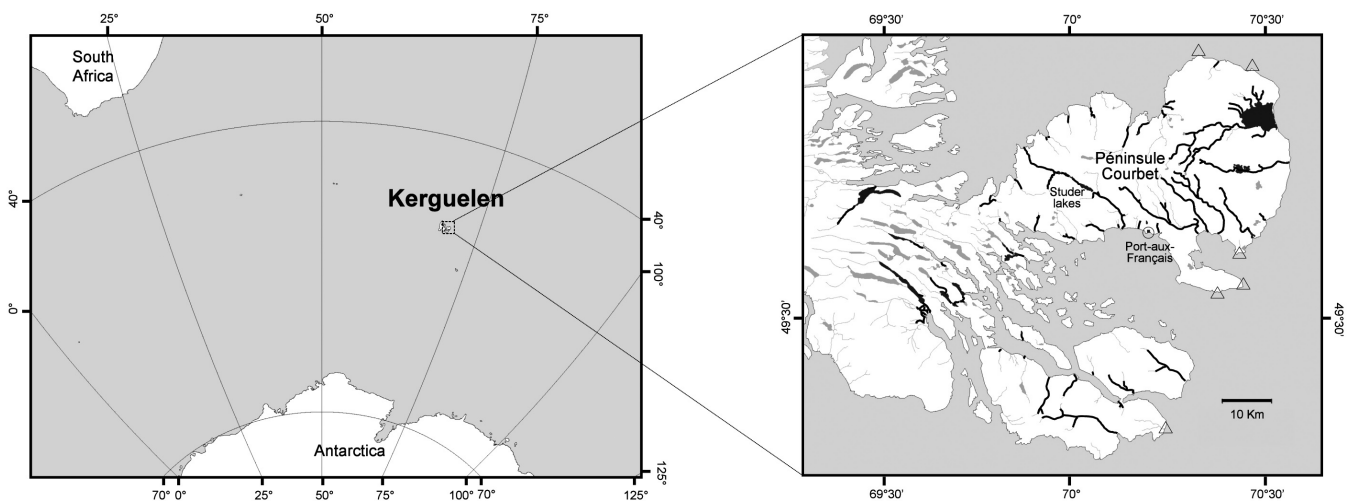 25°
50°
75°
South
Africa
Kerguelen
40°
40°
100°
0°
Antarctica
125°
70°
0°
25°
50°
75°
100°
70°
125°
69°30'
70°
70°30'
Péninsule
Courbet
Studer
lakes
Port-aux-
Français
49°30'
49°30'
10 Km
69°30'
70°
70°30'